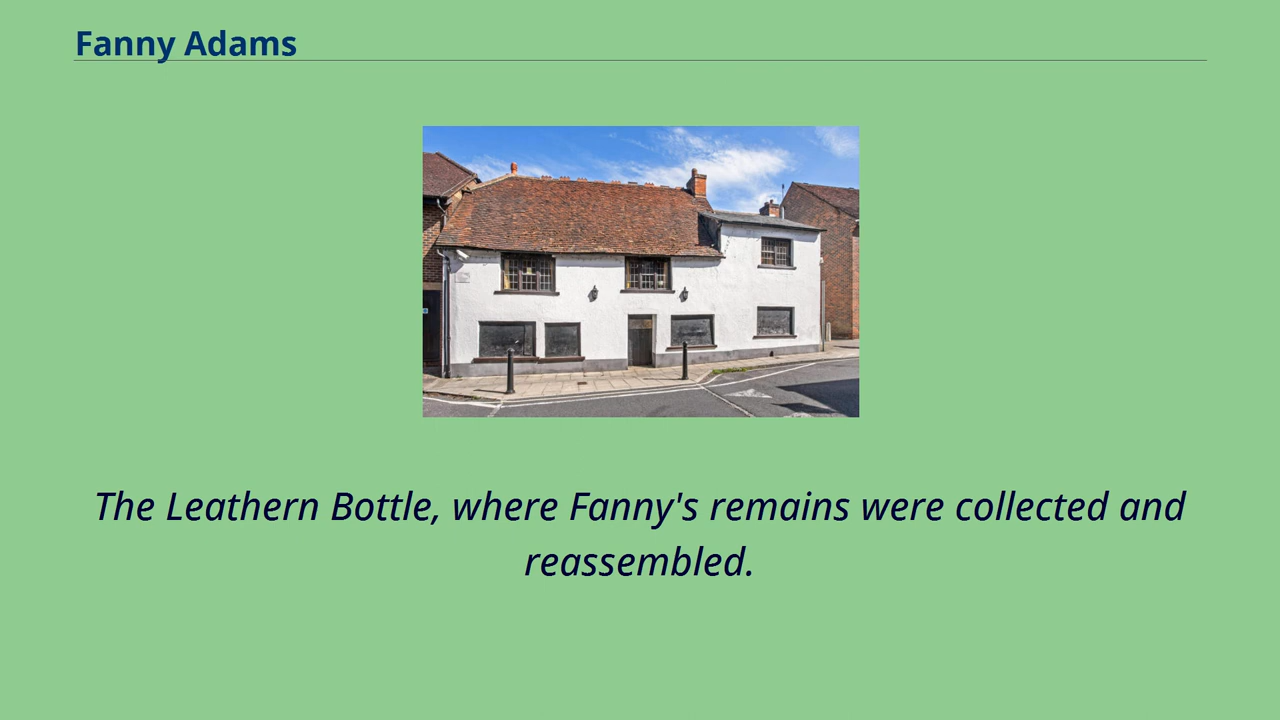 Fanny Adams
The Leathern Bottle, where Fanny's remains were collected and
reassembled.